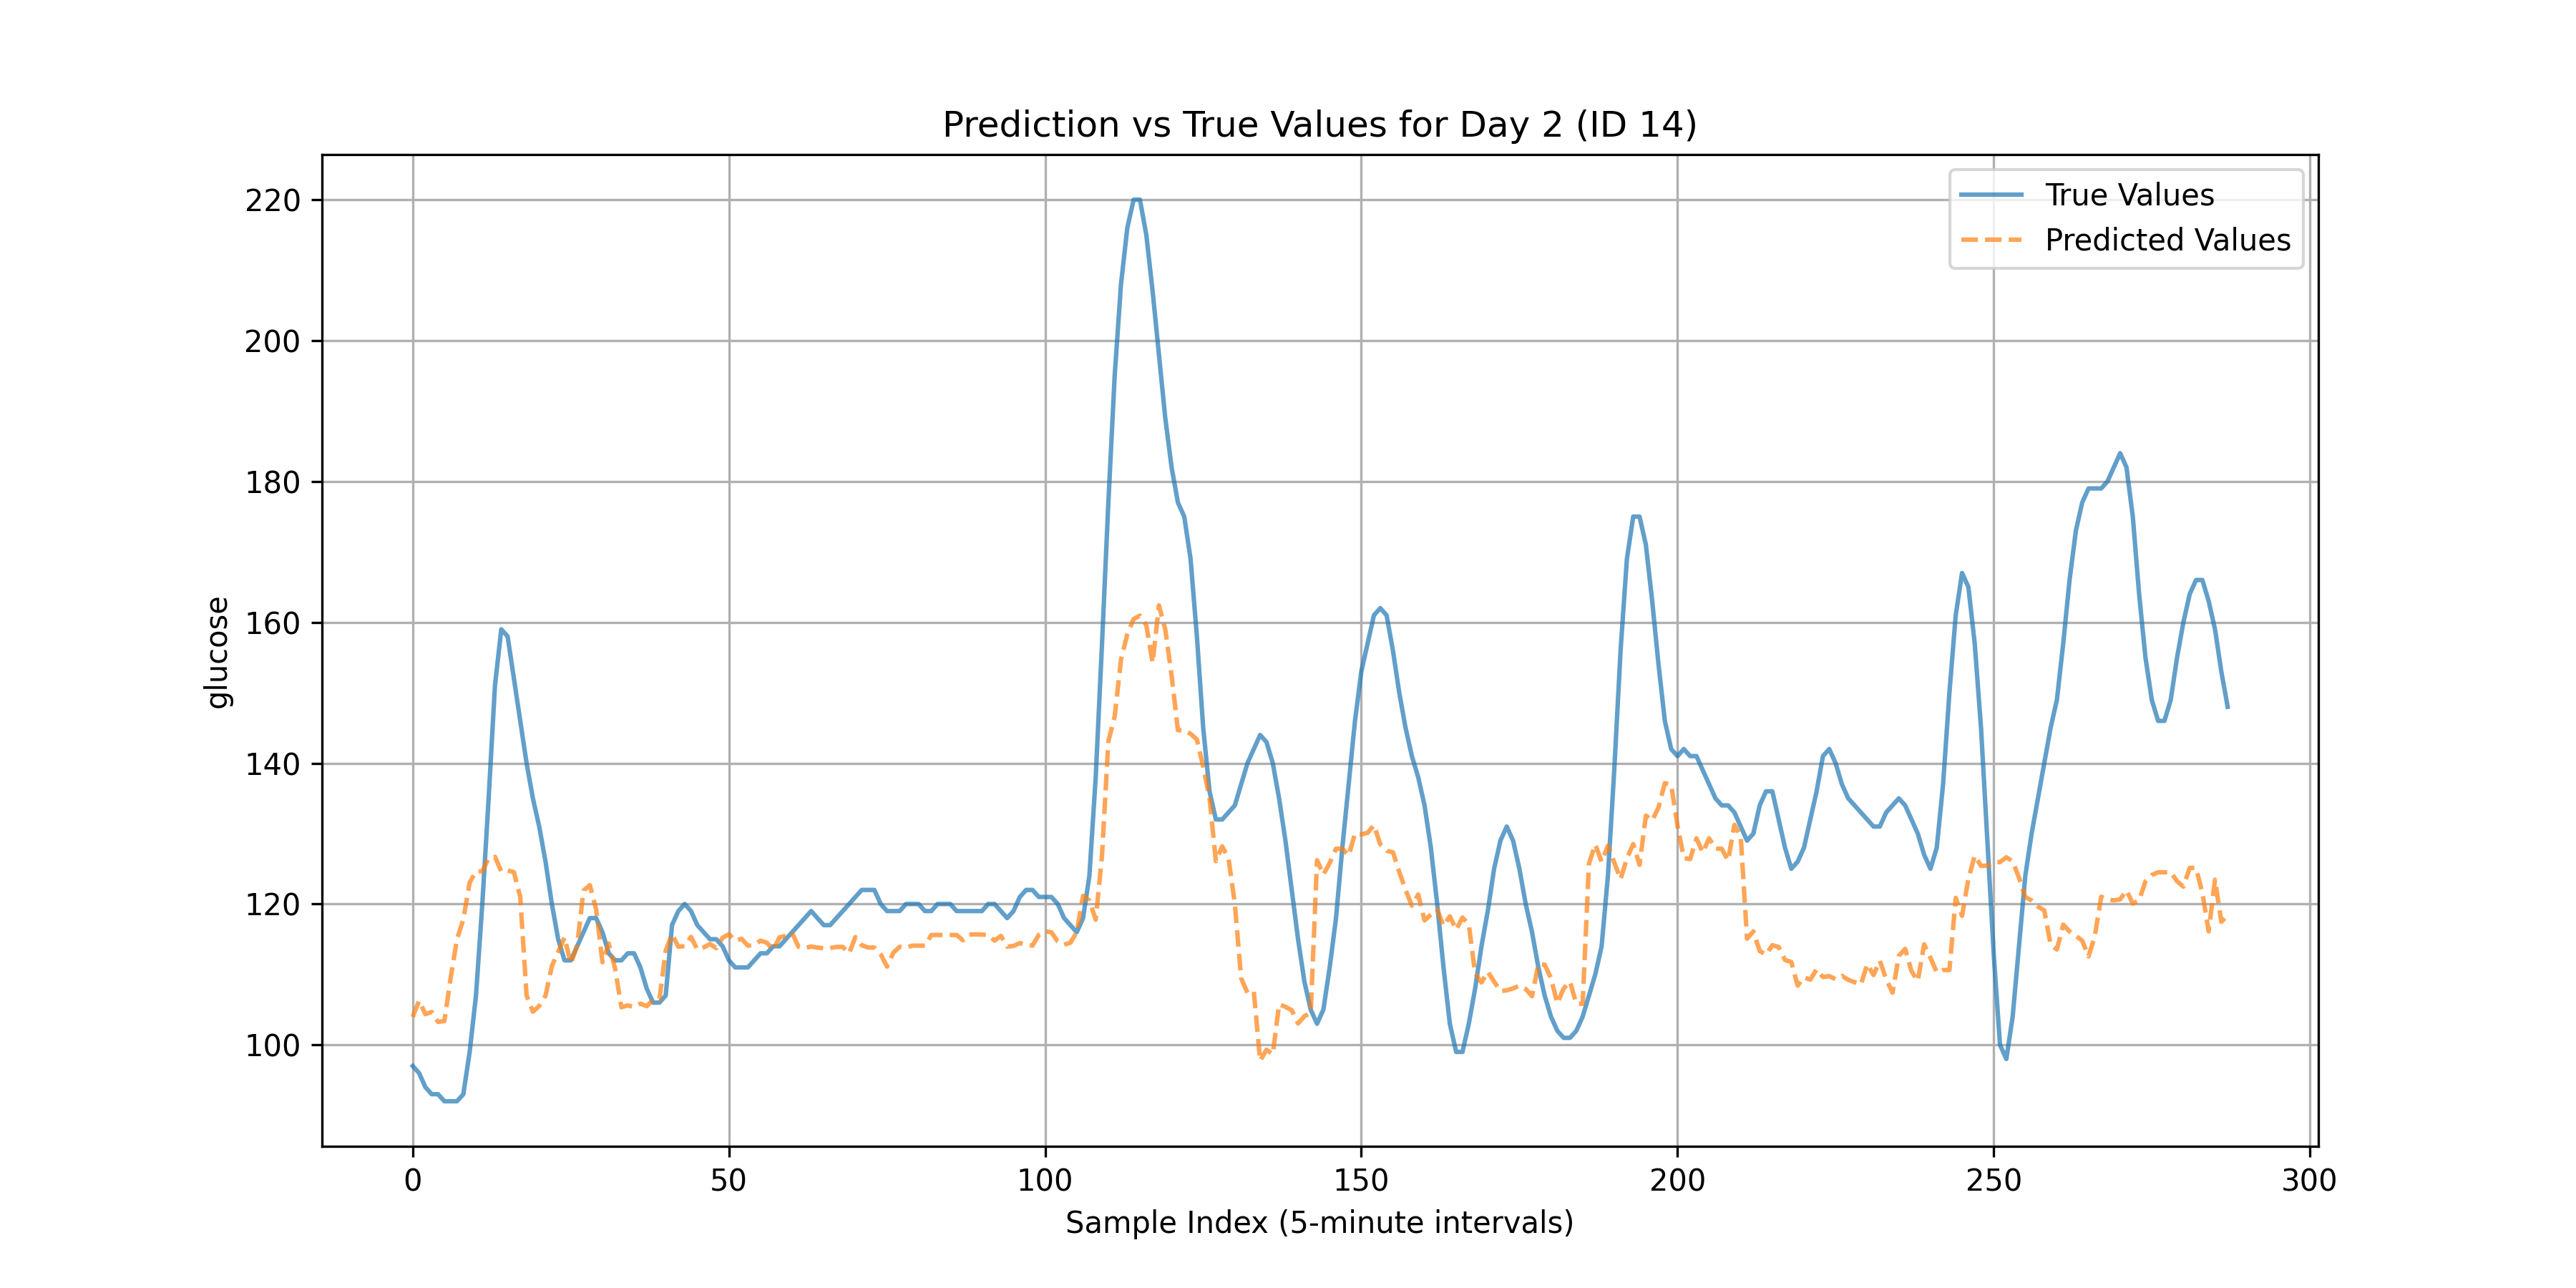 Prediction vs True Values for Day 2 (ID 14)
True Values
Predicted Values
glucose
220
200
180
160
140
120
100
0 50 100 150 200 250 300
Sample Index (5-minute intervals)